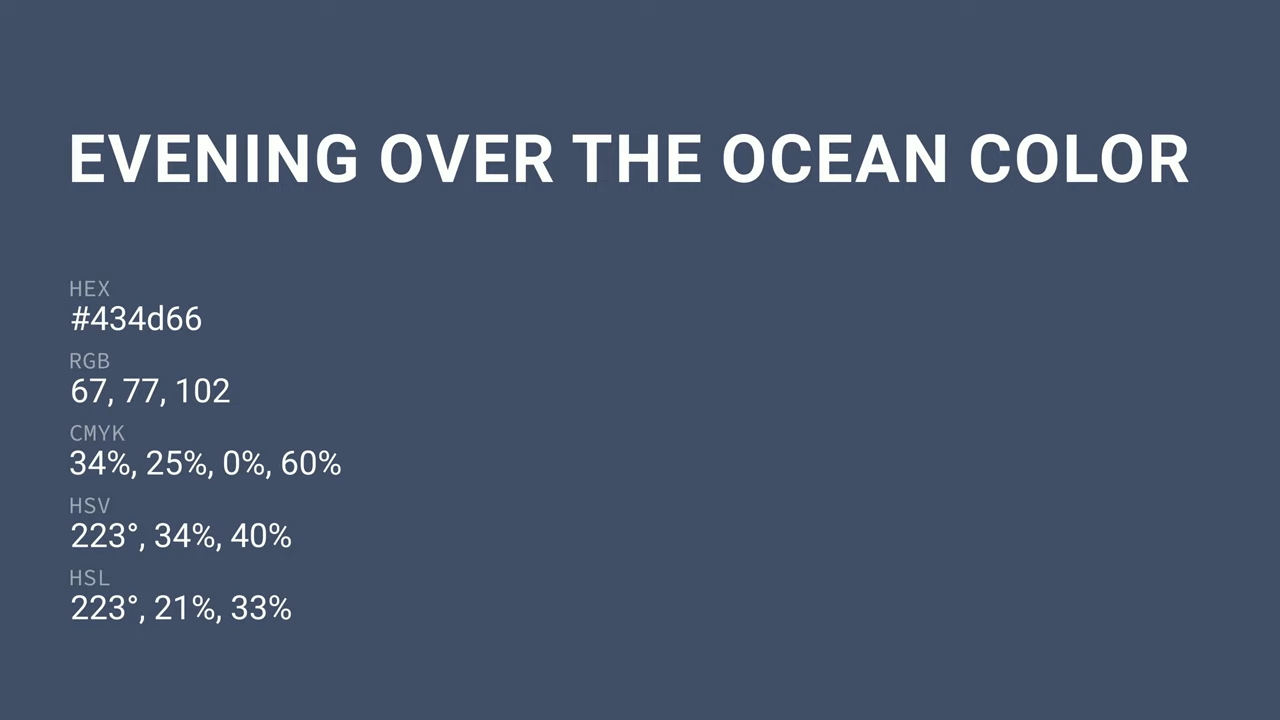 EVENING OVER THE OCEAN COLOR
HEX
#434d66
RGB
67, 77, 102
CMYK
34%, 25%, 0%, 60%
HSV
223°, 34%, 40%
HSL
223°, 21%, 33%